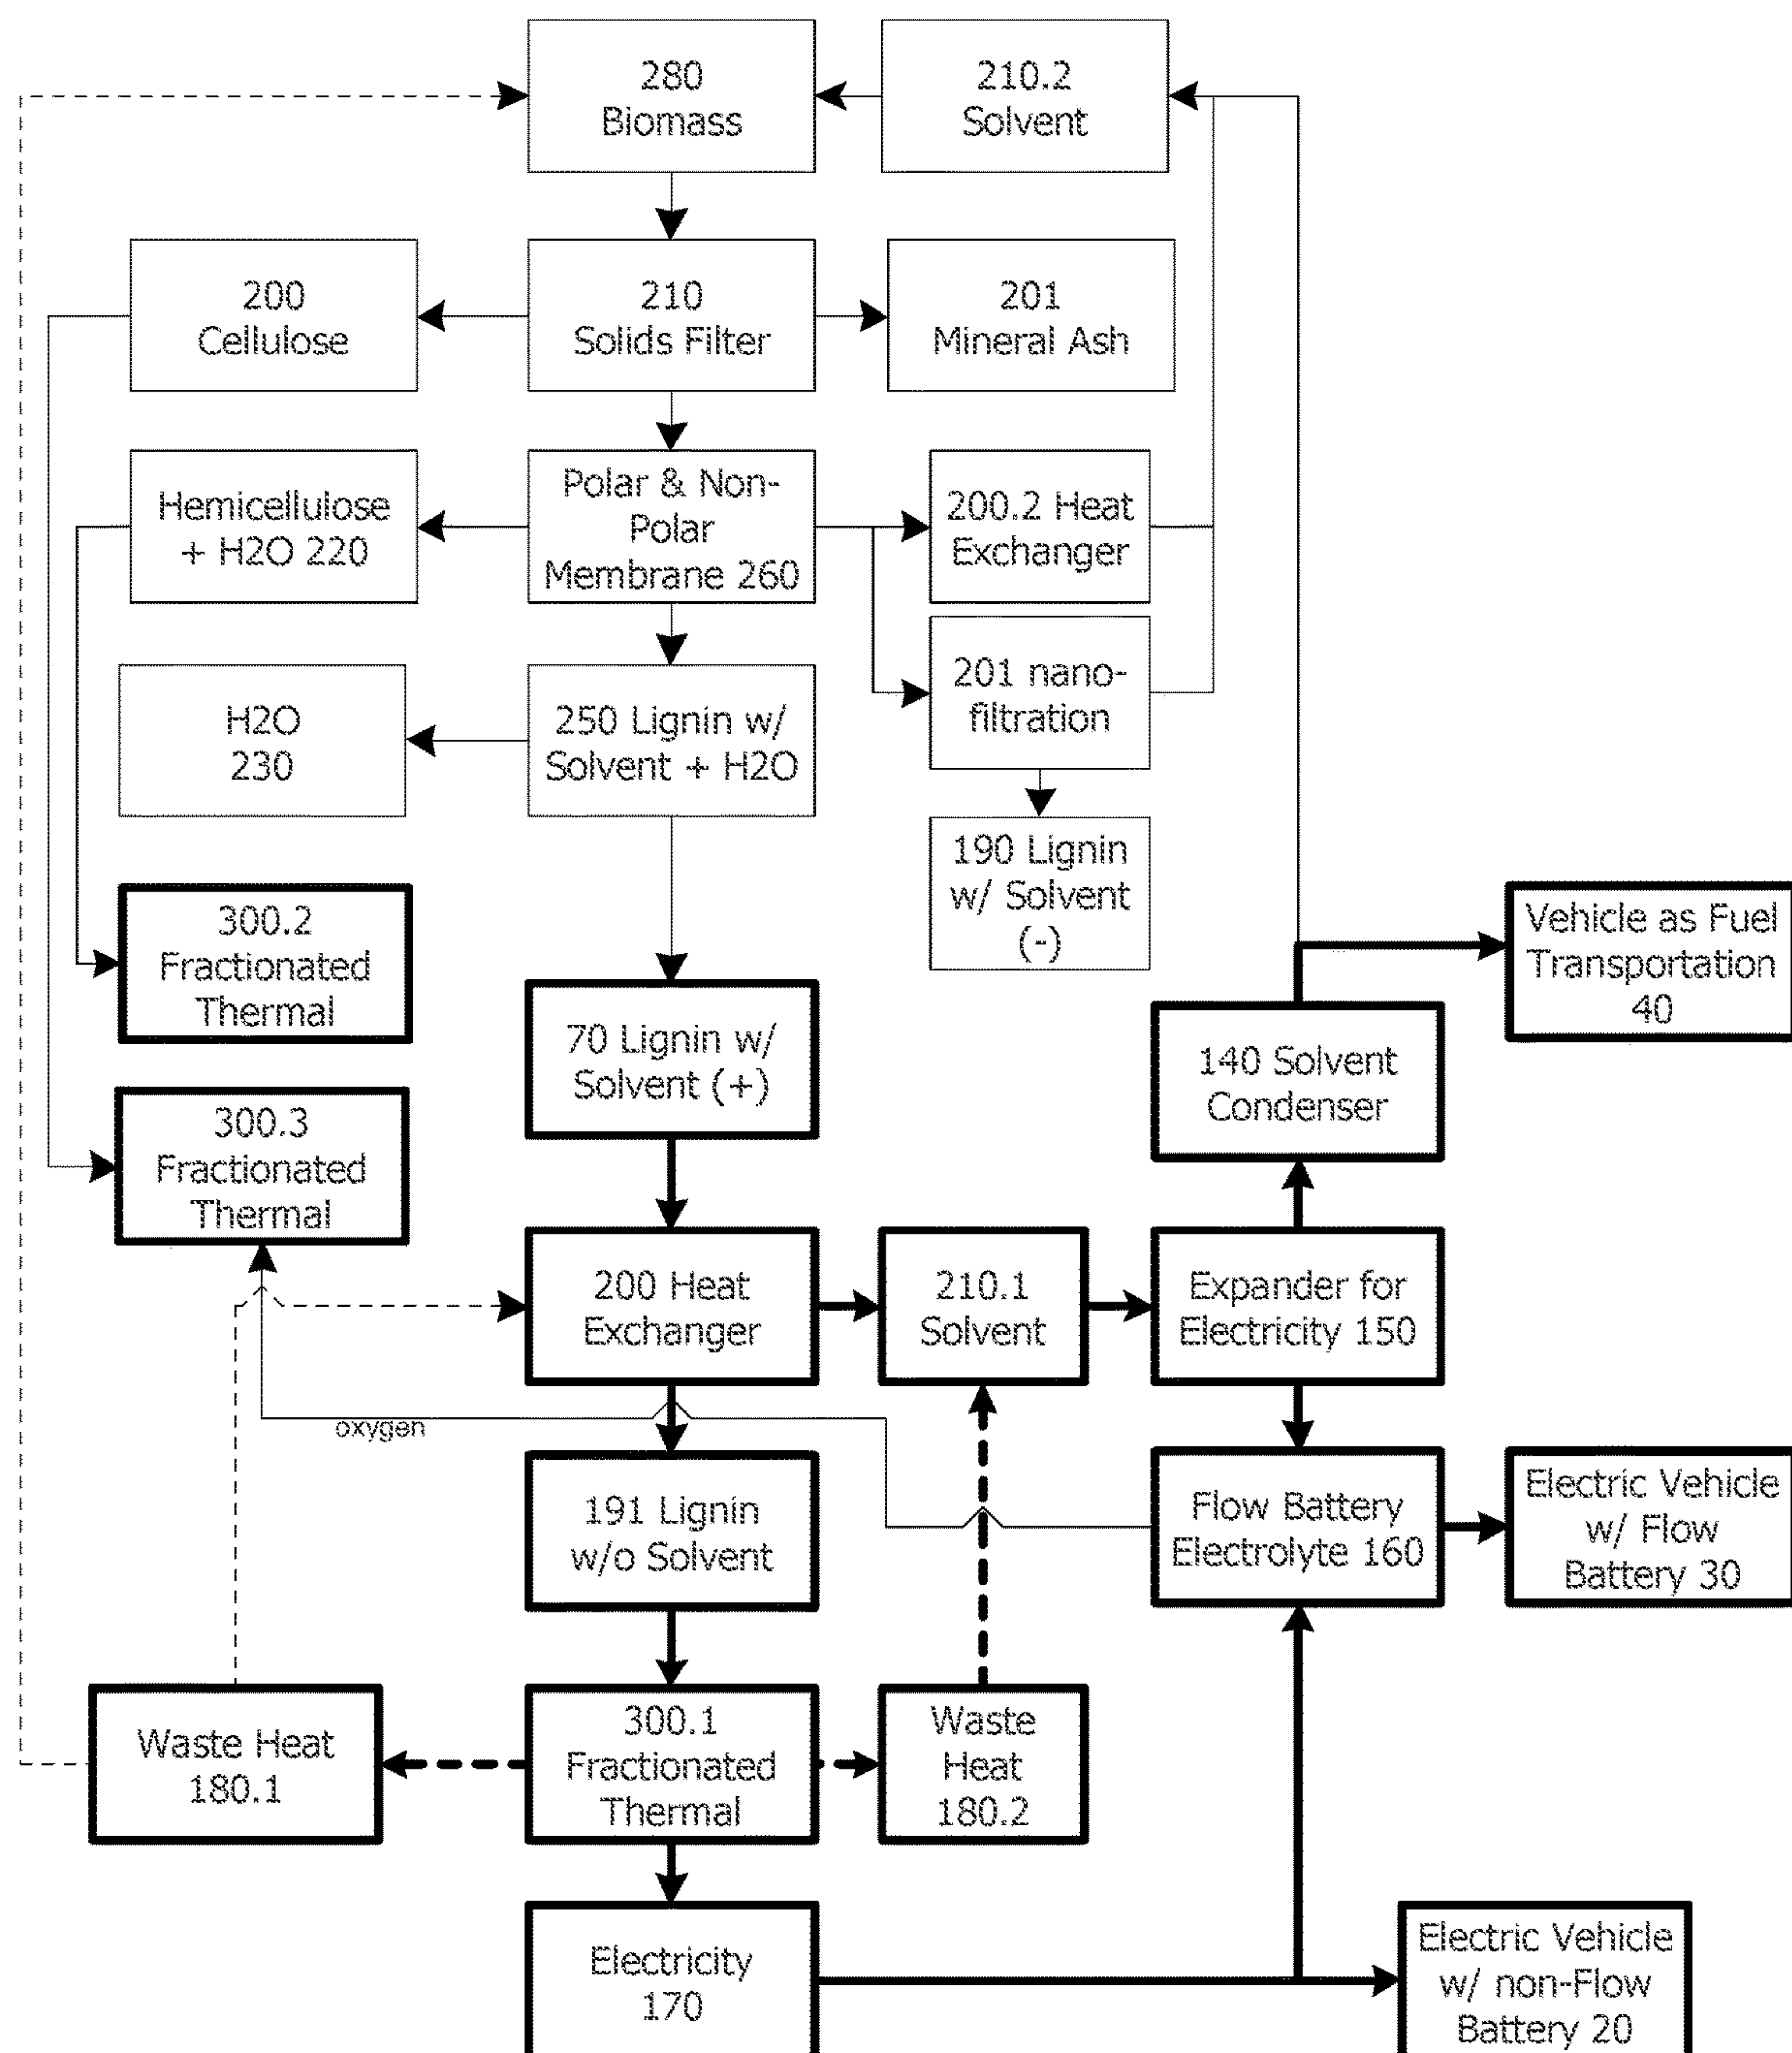 280
Biomass
210.2
Solvent
200
Cellulose
210
Solids Filter
201
Mineral Ash
Hemicellulose
+ H2O 220
Polar & Non-
Polar
Membrane 260
200.2 Heat
Exchanger
H2O
230
250 Lignin w/
Solvent + H2O
201 nano-
filtration
190 Lignin
w/ Solvent
(-)
300.2
Fractionated
Thermal
Vehicle as Fuel
Transportation
40
70 Lignin w/
Solvent (+)
140 Solvent
Condenser
300.3
Fractionated
Thermal
200 Heat
Exchanger
210.1
Solvent
Expander for
Electricity 150
oxygen
191 Lignin
w/o Solvent
Flow Battery
Electrolyte 160
Electric Vehicle
w/ Flow
Battery 30
Waste Heat
180.1
300.1
Fractionated
Thermal
Waste
Heat
180.2
Electricity
170
Electric Vehicle
w/ non-Flow
Battery 20